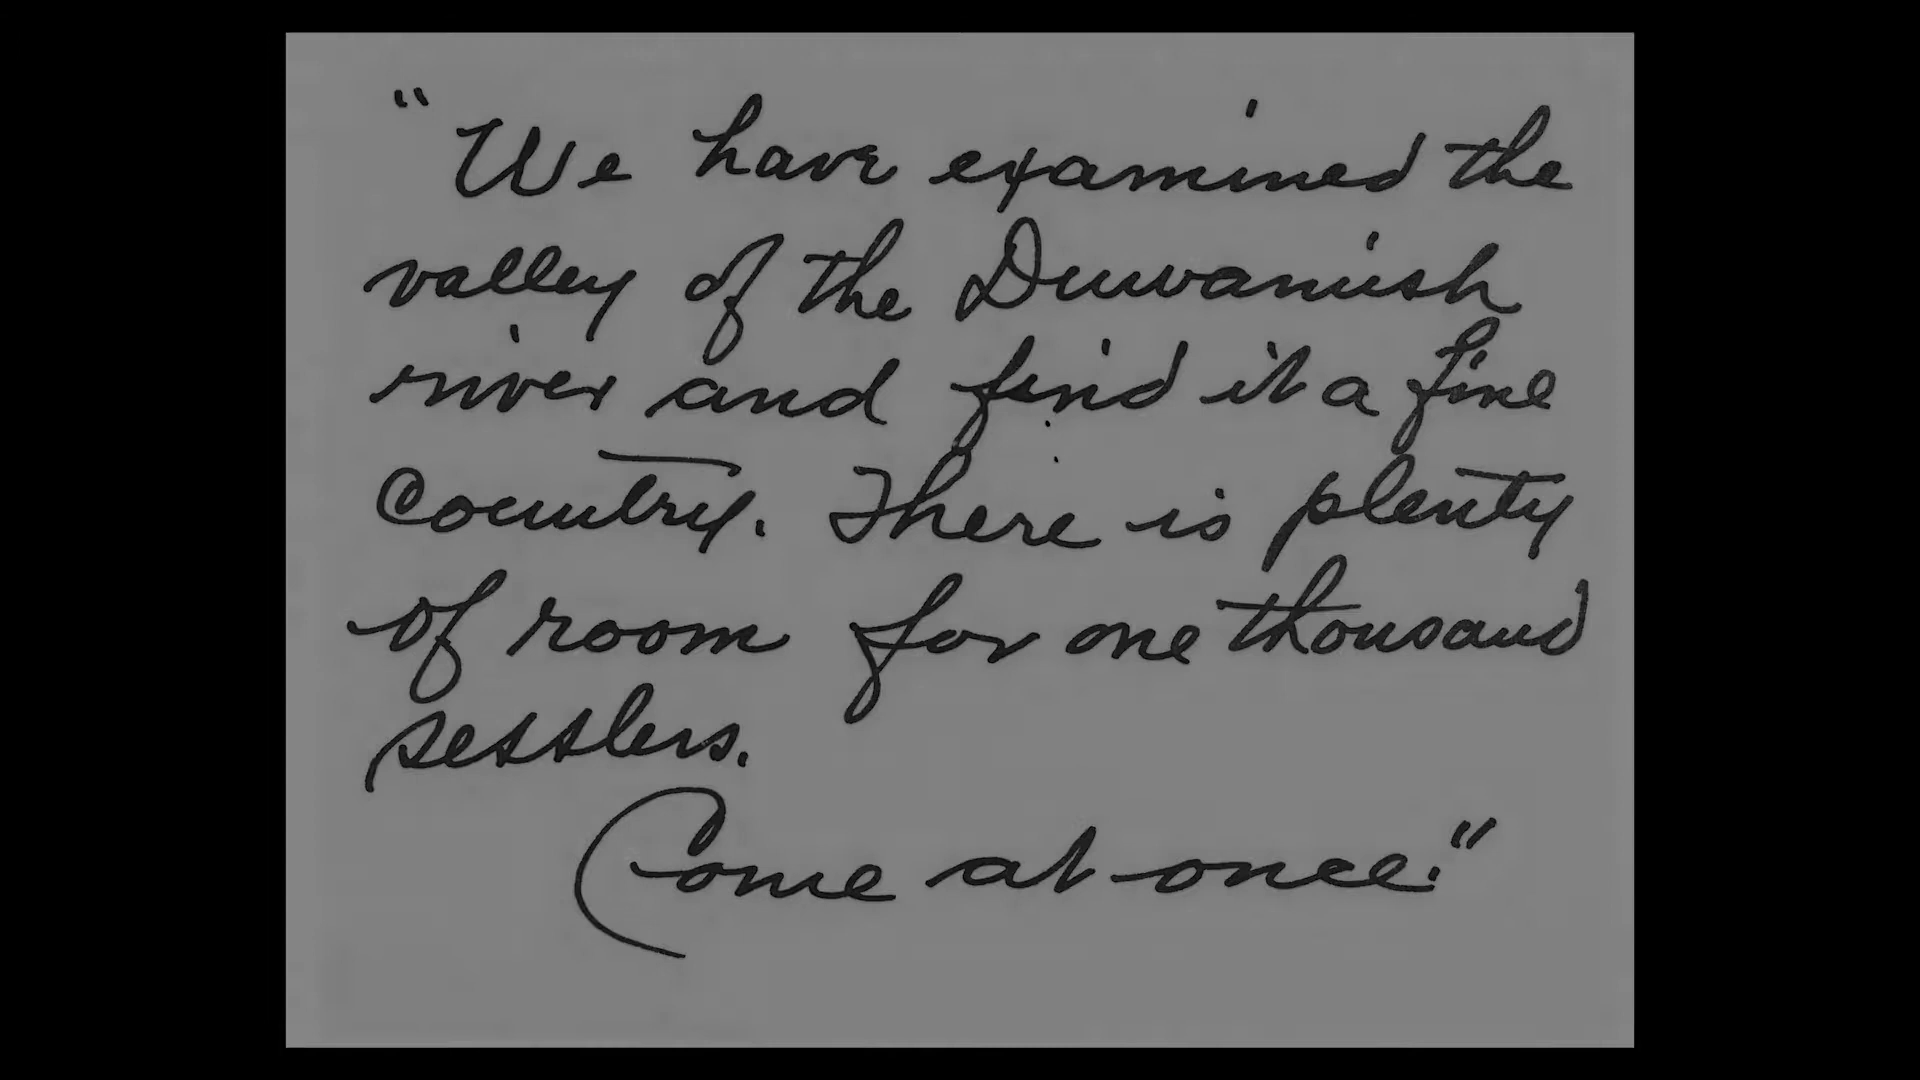 "We have examined the
valley of the Duwamish
river and find it a fine
Country. There is plenty
of room for one thousand
settlers.
Come at once."